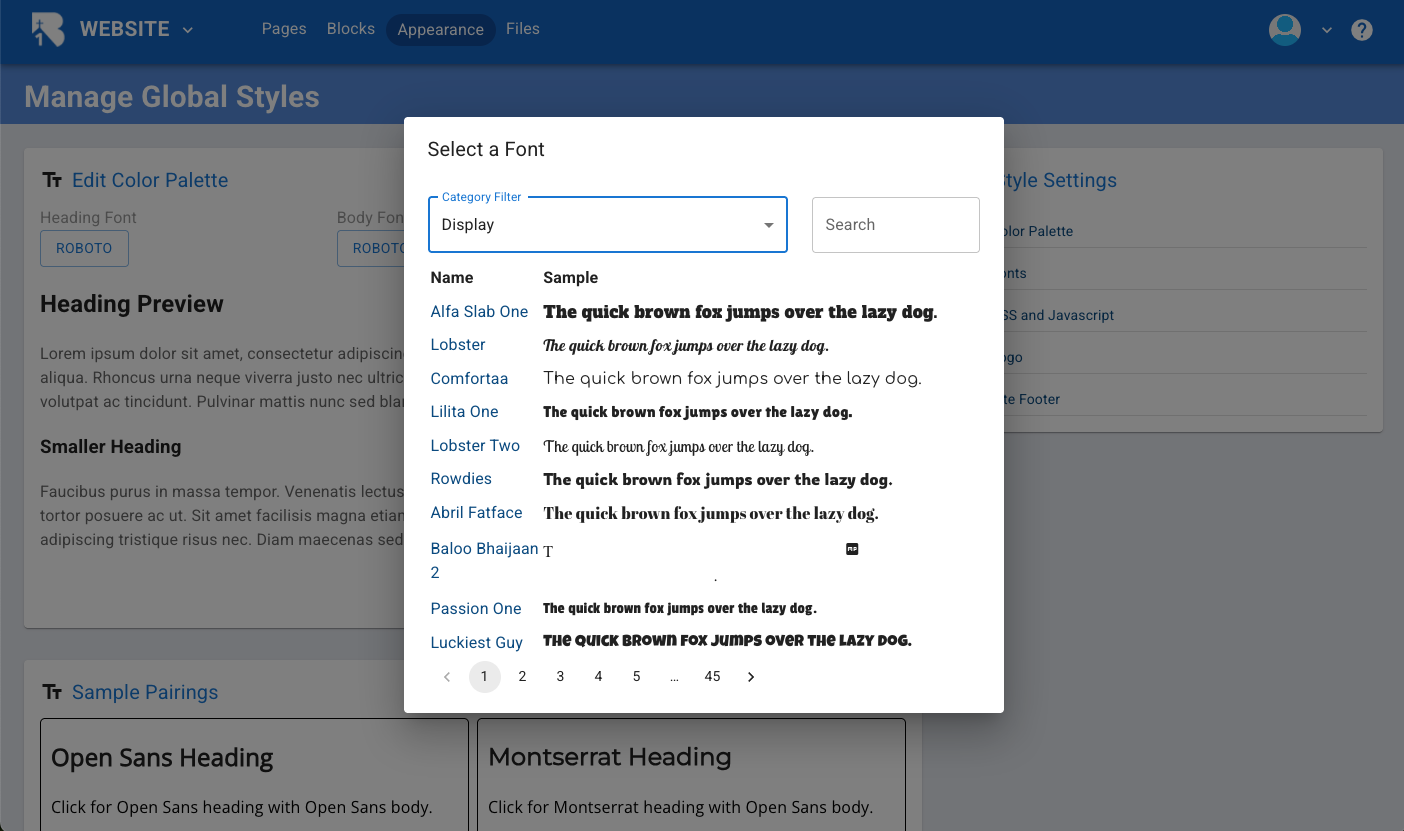 WEBSITE
Pages Blocks Appearance Files
Manage Global Styles
Edit Color Palette
Heading Font
ROBOTO
Body Fon
ROBOTO
Heading Preview
Lorem ipsum dolor sit amet, consectetur adipiscin
aliqua. Rhoncus urna neque viverra justo nec ultric
volutpat ac tincidunt. Pulvinar mattis nunc sed blan
Smaller Heading
Faucibus purus in massa tempor. Venenatis lectus
tortor posuere ac ut. Sit amet facilisis magna etian
adipiscing tristique risus nec. Diam maecenas sed
Select a Font
Category Filter
Display
Search
Name Sample
Alfa Slab One The quick brown fox jumps over the lazy dog.
Lobster The quick brown fox jumps over the lazy dog.
Comfortaa The quick brown fox jumps over the lazy dog.
Lilita One The quick brown fox jumps over the lazy dog.
Lobster Two The quick brown fox jumps over the lazy dog.
Rowdies The quick brown fox jumps over the lazy dog.
Abril Fatface The quick brown fox jumps over the lazy dog.
Baloo Bhaijaan T
2 .
Passion One The quick brown fox jumps over the lazy dog.
Luckiest Guy The quick brown fox jumps over the lazy dog.
1 2 3 4 5 … 45
tyle Settings
olor Palette
nts
SS and Javascript
ogo
te Footer
Sample Pairings
Open Sans Heading
Click for Open Sans heading with Open Sans body.
Montserrat Heading
Click for Montserrat heading with Open Sans body.